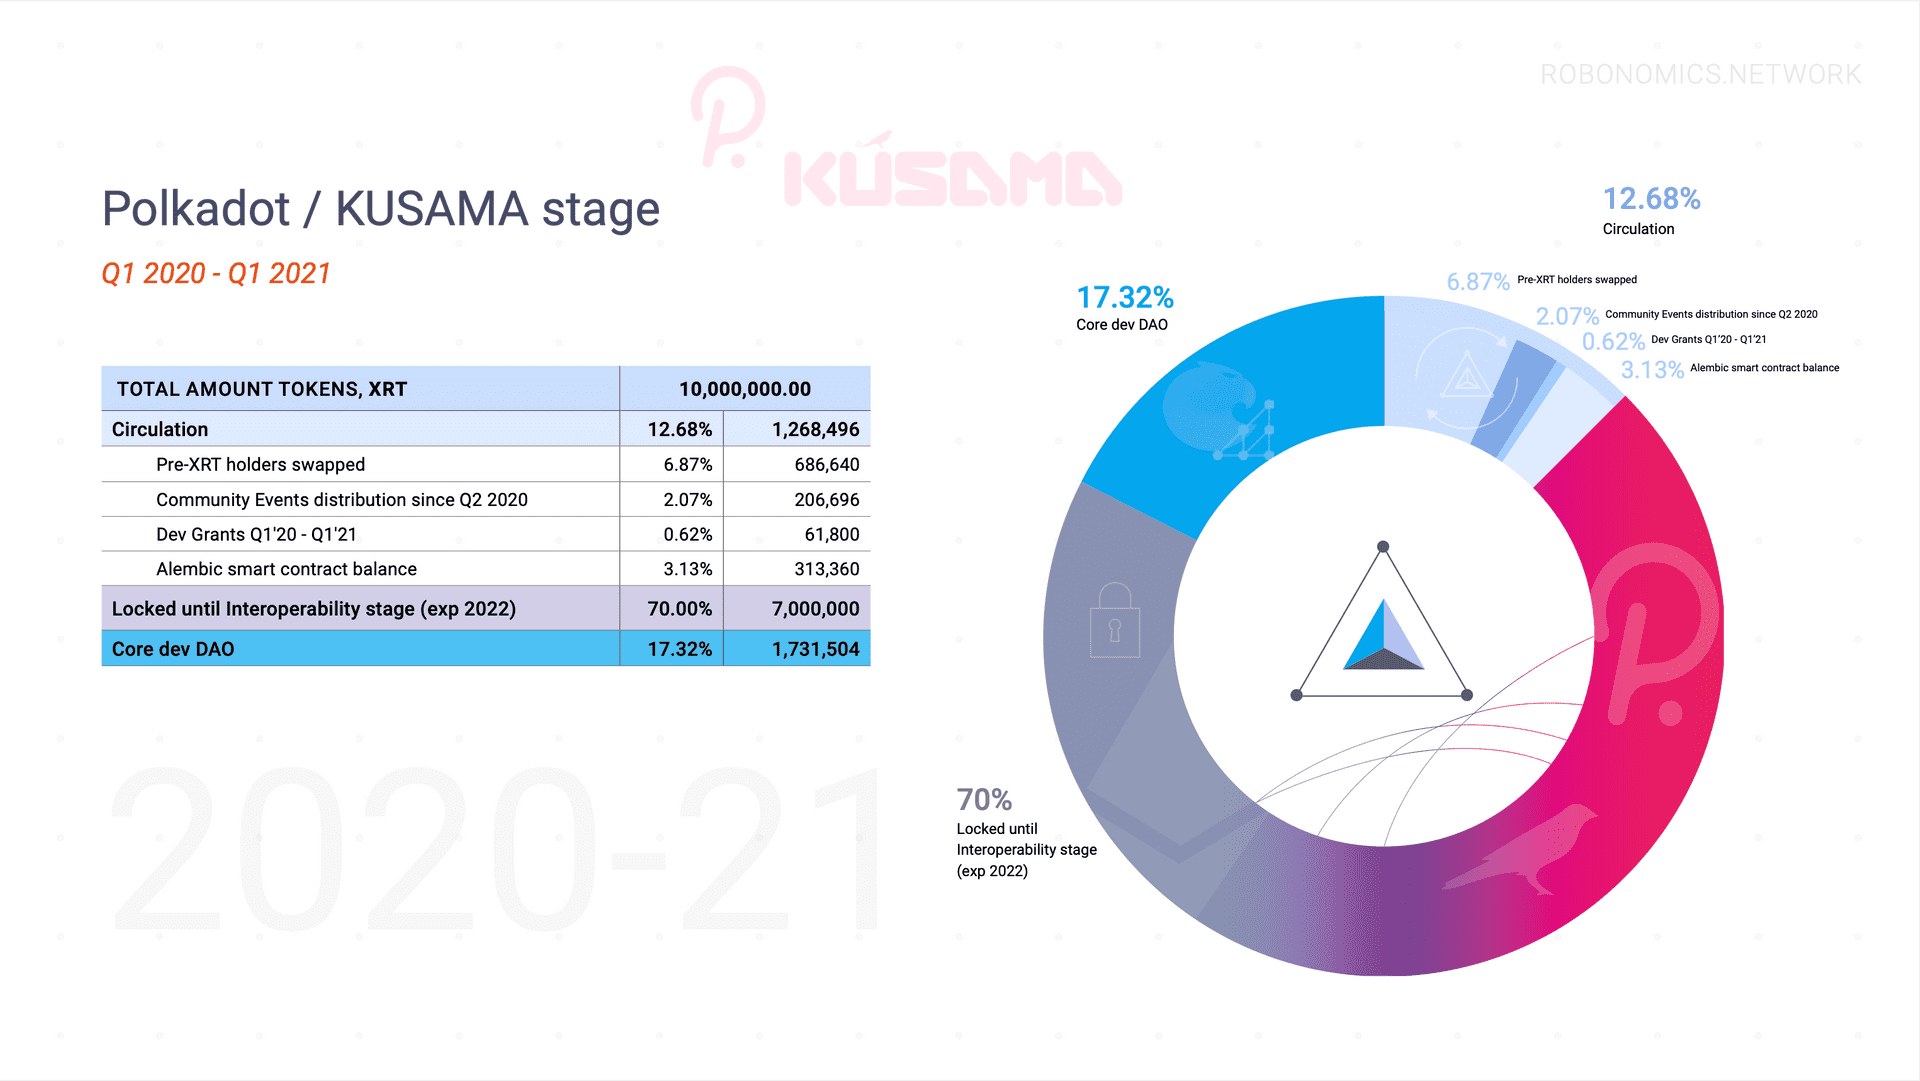 ROBONOMICS.NETWORK
KUSAMA
Polkadot / KUSAMA stage
Q1 2020 - Q1 2021
TOTAL AMOUNT TOKENS, XRT 10,000,000.00
Circulation 12.68% 1,268,496
Pre-XRT holders swapped 6.87% 686,640
Community Events distribution since Q2 2020 2.07% 206,696
Dev Grants Q1'20 - Q1'21 0.62% 61,800
Alembic smart contract balance 3.13% 313,360
Locked until Interoperability stage (exp 2022) 70.00% 7,000,000
Core dev DAO 17.32% 1,731,504
2020-21
12.68%
Circulation
6.87% Pre-XRT holders swapped
2.07% Community Events distribution since Q2 2020
0.62% Dev Grants Q1'20 - Q1'21
3.13% Alembic smart contract balance
17.32%
Core dev DAO
70%
Locked until
Interoperability stage
(exp 2022)